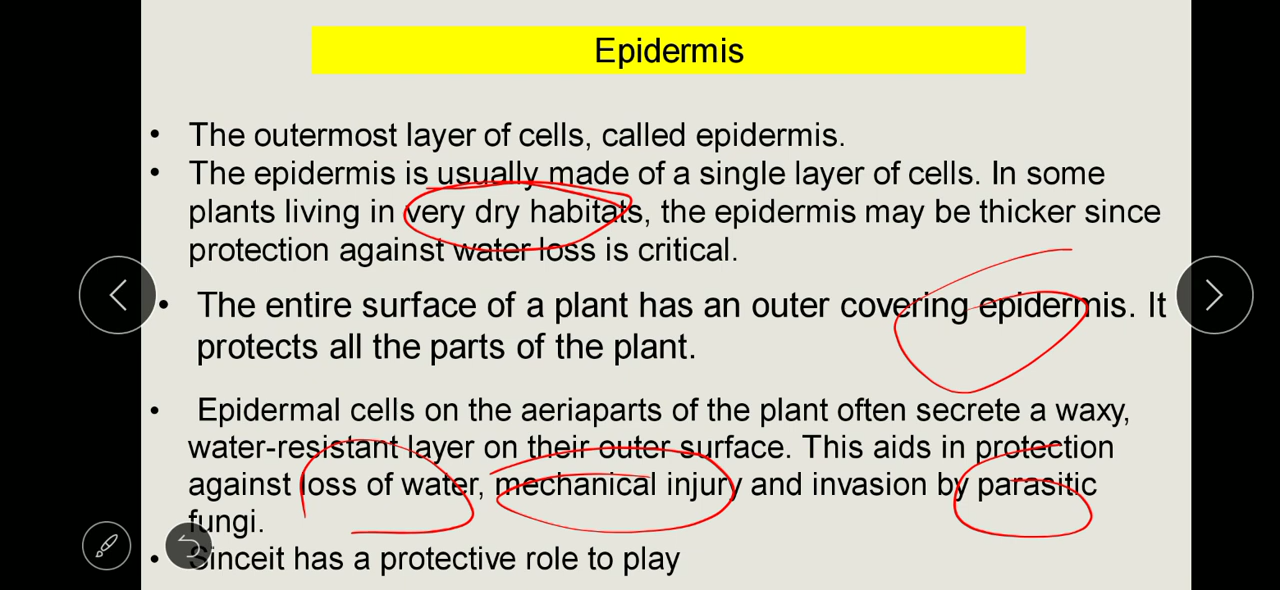 Epidermis
• The outermost layer of cells, called epidermis.
• The epidermis is usually made of a single layer of cells. In some
plants living in very dry habitats, the epidermis may be thicker since
protection against water loss is critical.
• The entire surface of a plant has an outer covering epidermis. It
protects all the parts of the plant.
• Epidermal cells on the aeriaparts of the plant often secrete a waxy,
water-resistant layer on their outer surface. This aids in protection
against loss of water, mechanical injury and invasion by parasitic
fungi.
• Sinceit has a protective role to play